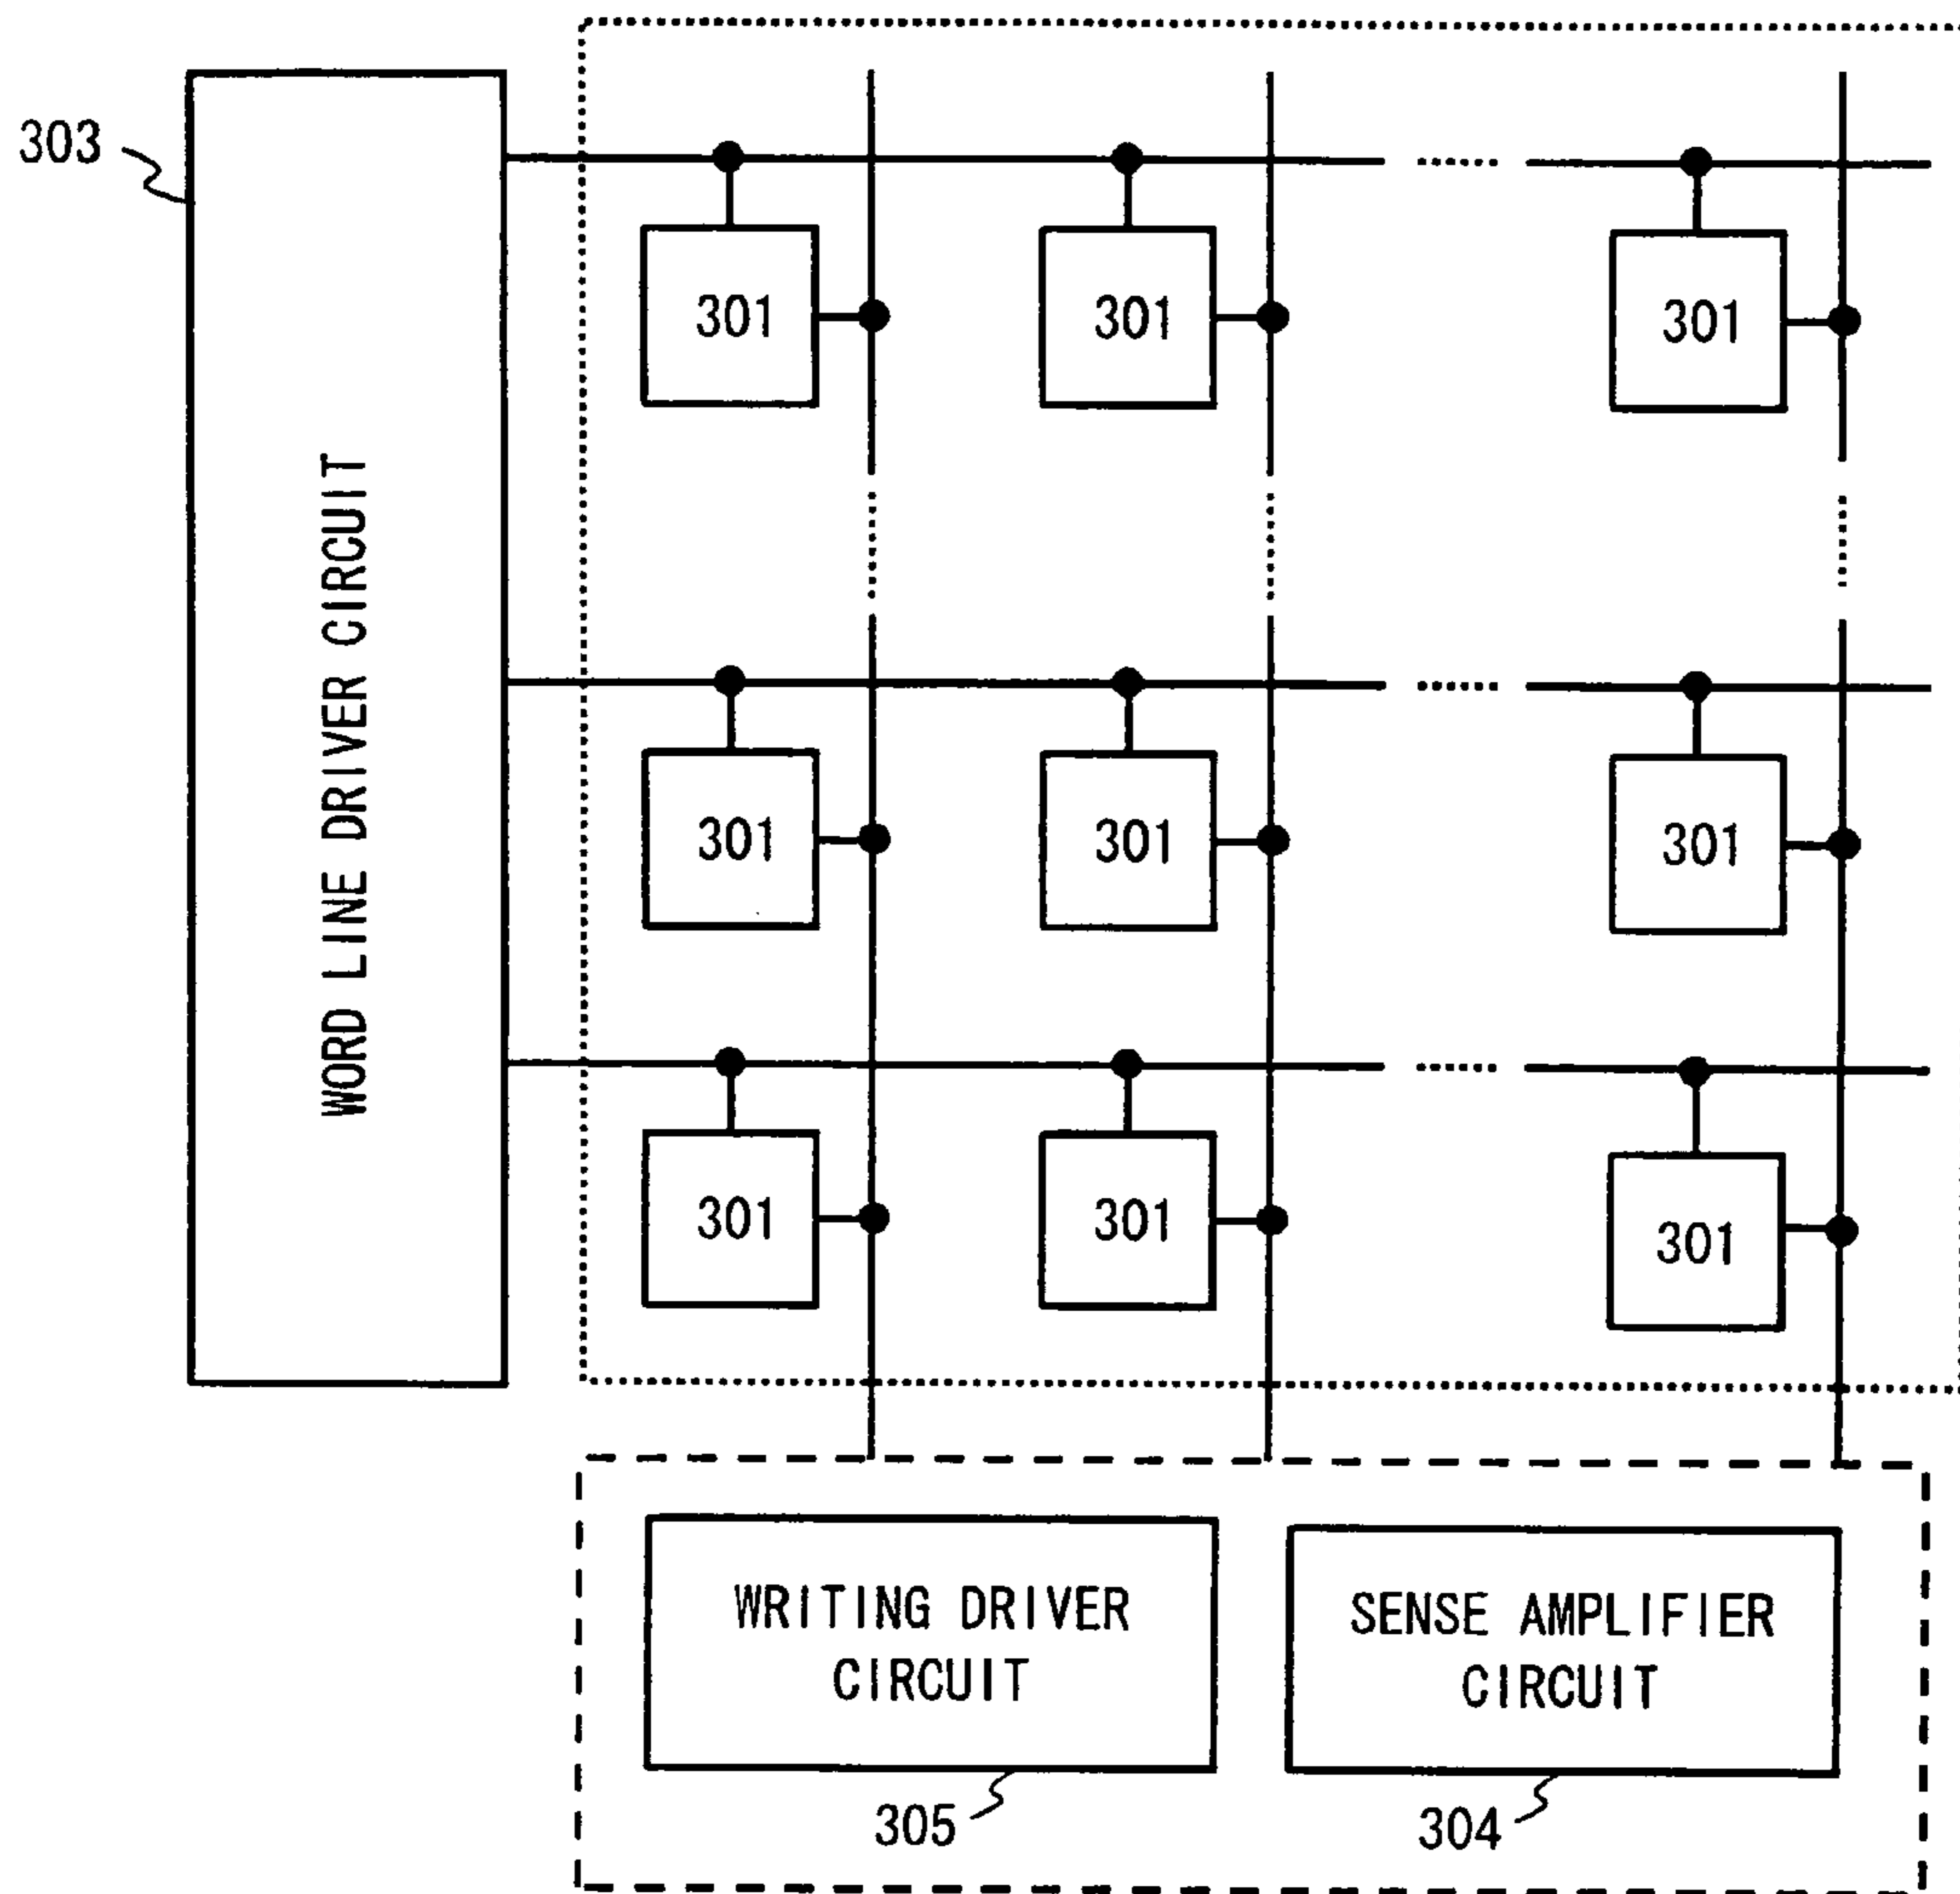 303
WORD LINE DRIVER CIRCUIT
301 301 301
301 301 301
301 301 301
WRITING DRIVER
CIRCUIT
SENSE AMPLIFIER
CIRCUIT
305
304